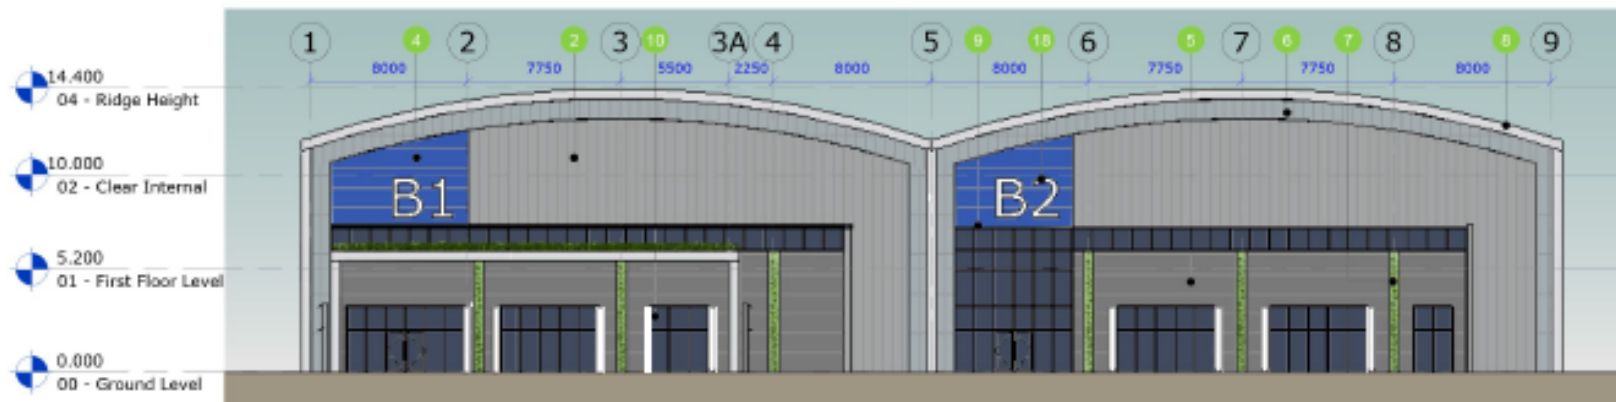 1 4 2 2 3 10 3A 4 5 9 18 6 5 7 6 7 8 8 9
8000 7750 5500 2250 8000 8000 7750 7750 8000
14.400
04 - Ridge Height
10.000
02 - Clear Internal
B1 B2
5.200
01 - First Floor Level
0.000
00 - Ground Level